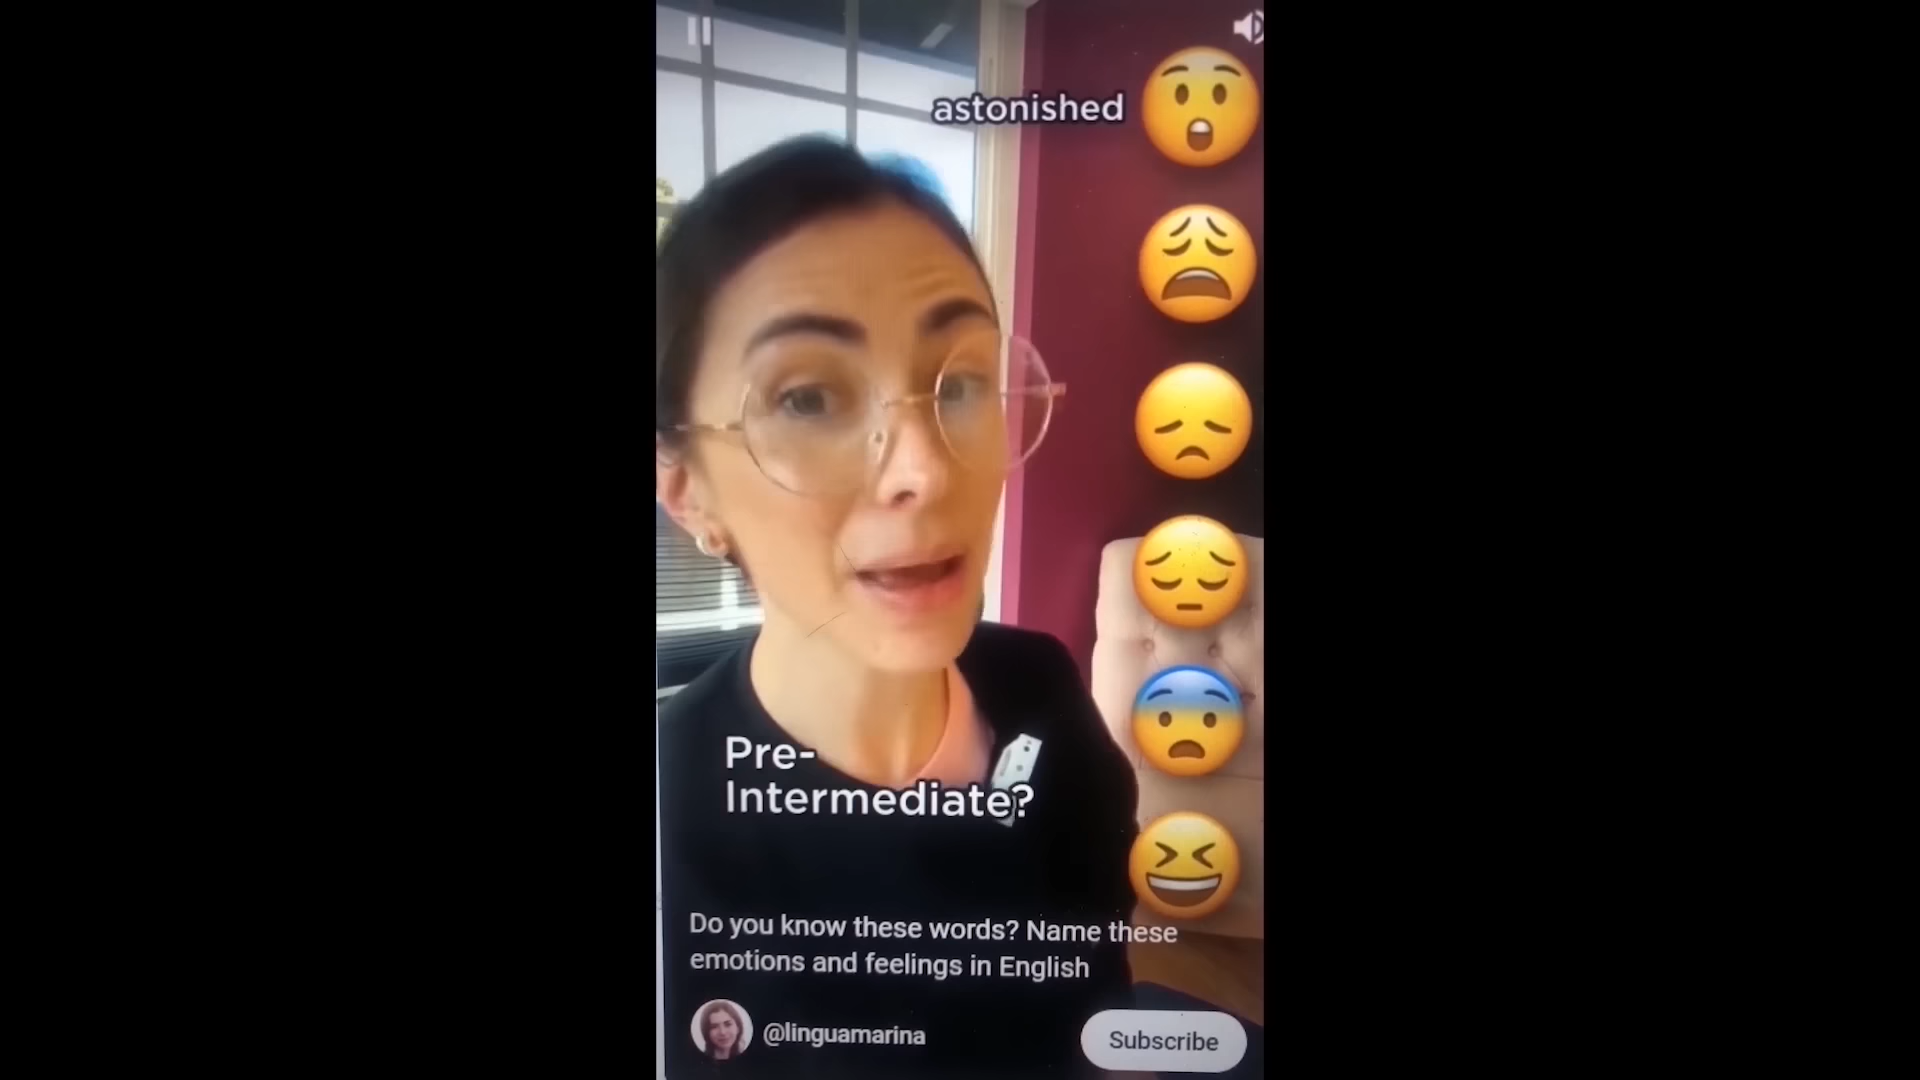 astonished
Pre-
Intermediate?
Do you know these words? Name these
emotions and feelings in English
@linguamarina
Subscribe